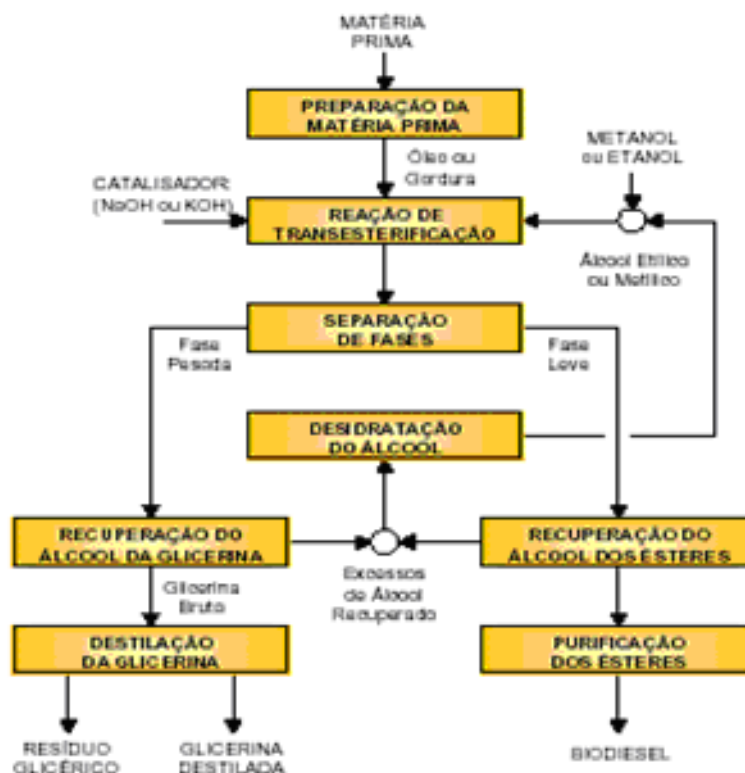 MATÉRIA
PRIMA
PREPARAÇÃO DA
MATÉRIA PRIMA
METANOL
ou ETANOL
Óleo ou
Gordura
CATALISADOR:
(NaOH ou KOH)
REAÇÃO DE
TRANSESTERIFICAÇÃO
Álcool Etílico
ou Metílico
SEPARAÇÃO
DE FASES
Fase
Pesada
Fase
Leve
DESIDRATAÇÃO
DO ÁLCOOL
RECUPERAÇÃO DO
ÁLCOOL DA GLICERINA
RECUPERAÇÃO DO
ÁLCOOL DOS ÉSTERES
Excessos
de Álcool
Recuperado
Glicerina
Bruta
DESTILAÇÃO
DA GLICERINA
PURIFICAÇÃO
DOS ÉSTERES
RESÍDUO
GLICÉRICO
GLICERINA
DESTILADA
BIODIESEL